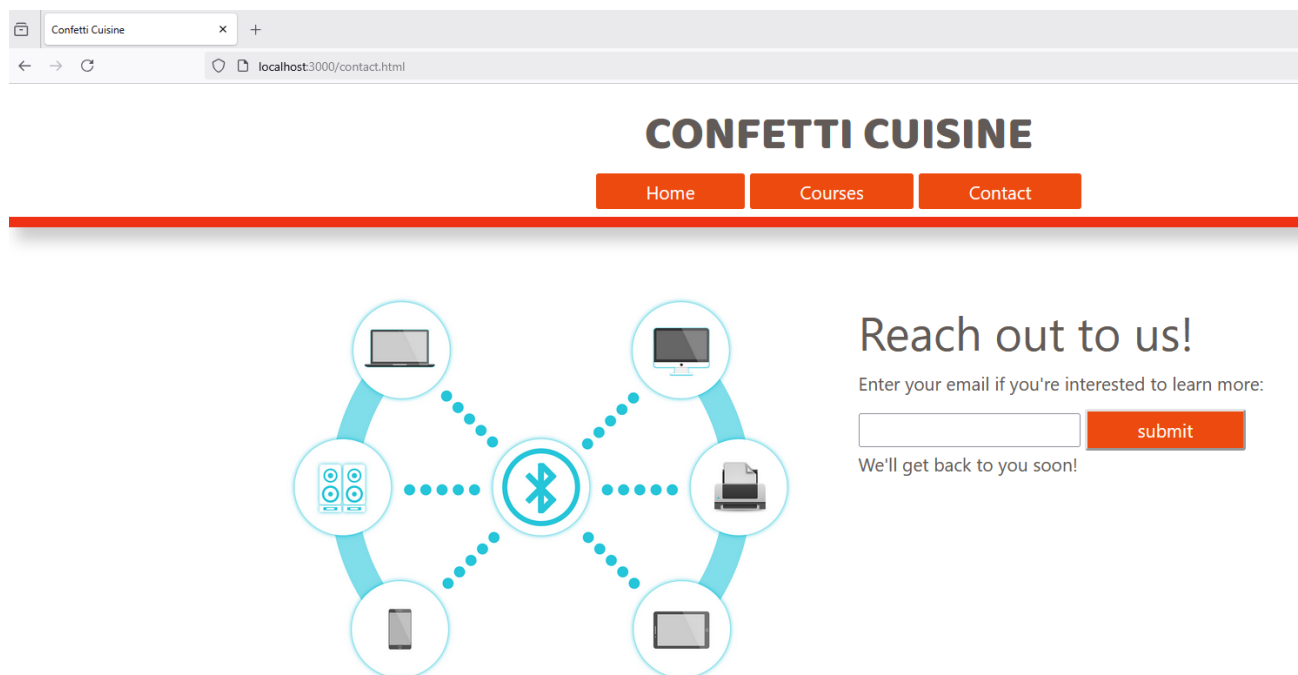 Confetti Cuisine
localhost:3000/contact.html
CONFETTI CUISINE
Home Courses Contact
Reach out to us!
Enter your email if you're interested to learn more:
submit
We'll get back to you soon!